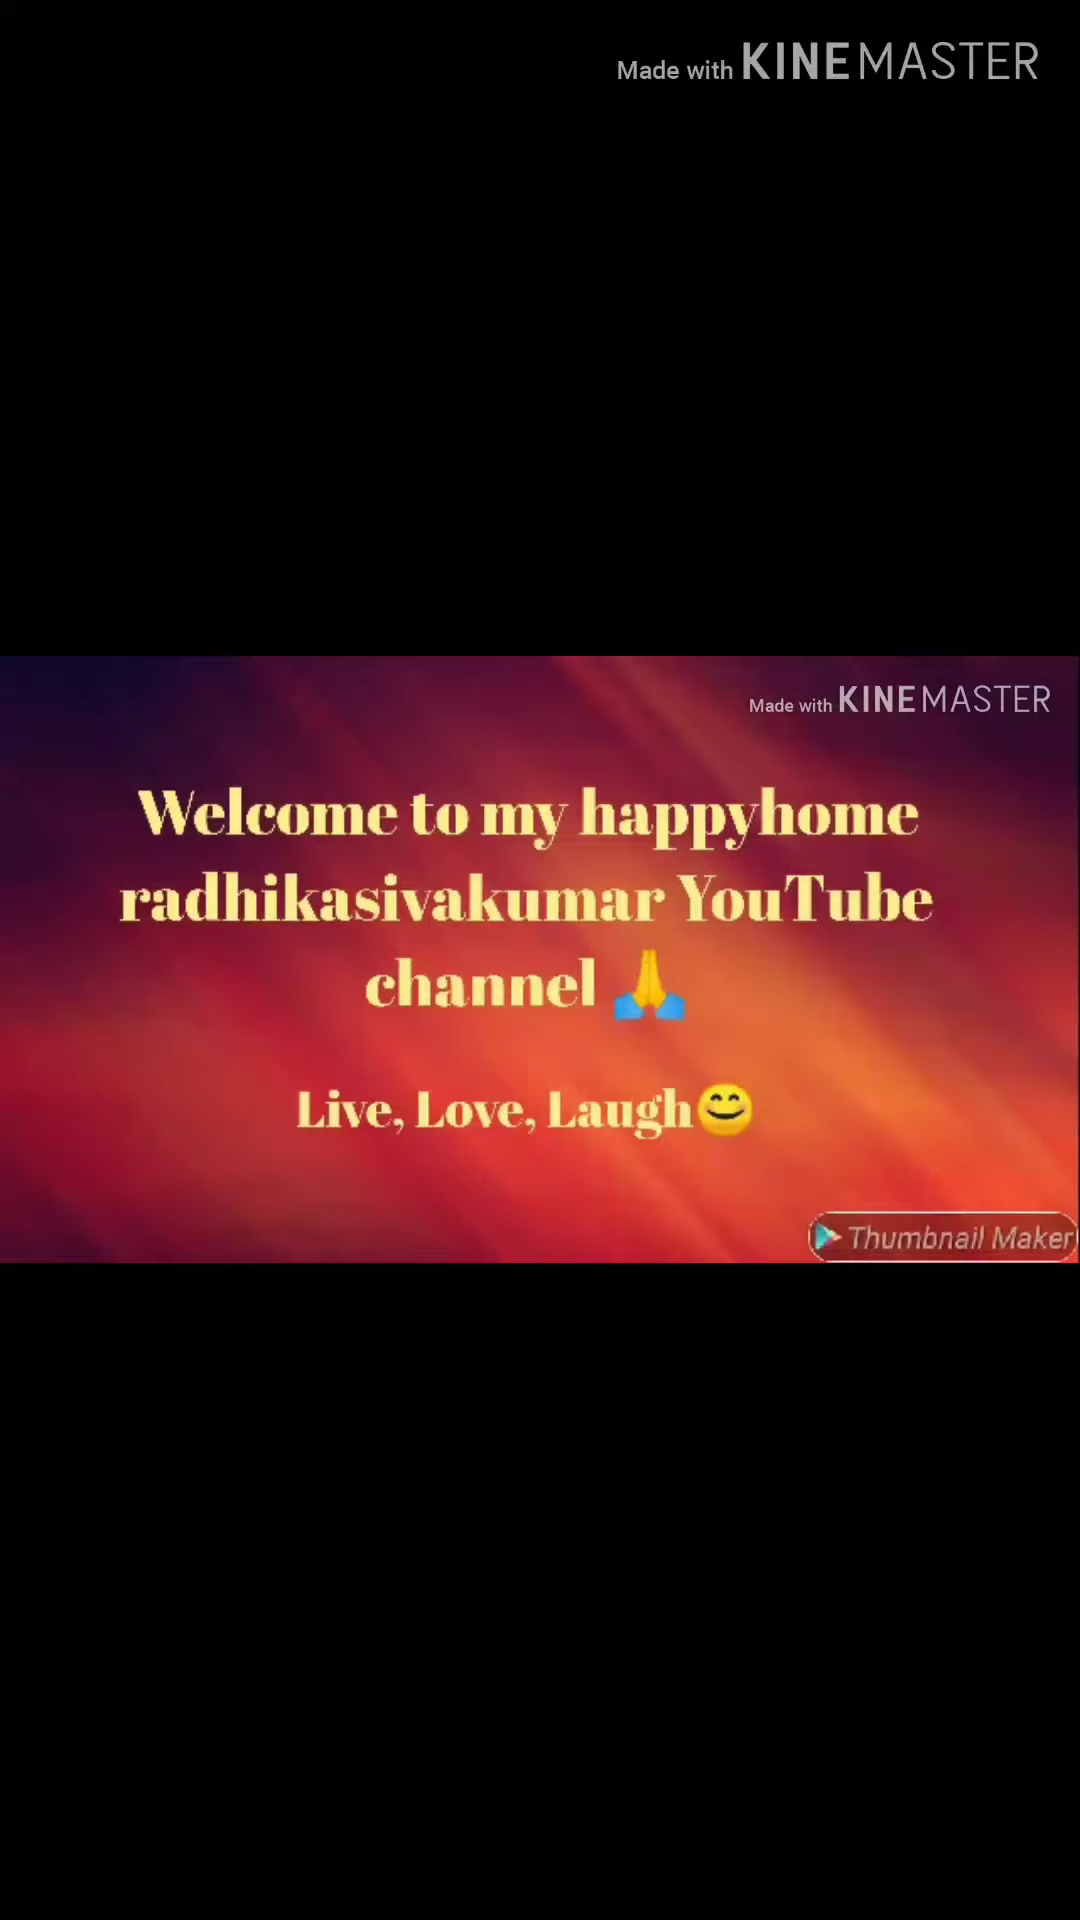 Made with KINEMASTER
Made with KINEMASTER
Welcome to my happyhome
radhikasivakumar YouTube
channel 🙏
Live, Love, Laugh😊
Thumbnail Maker